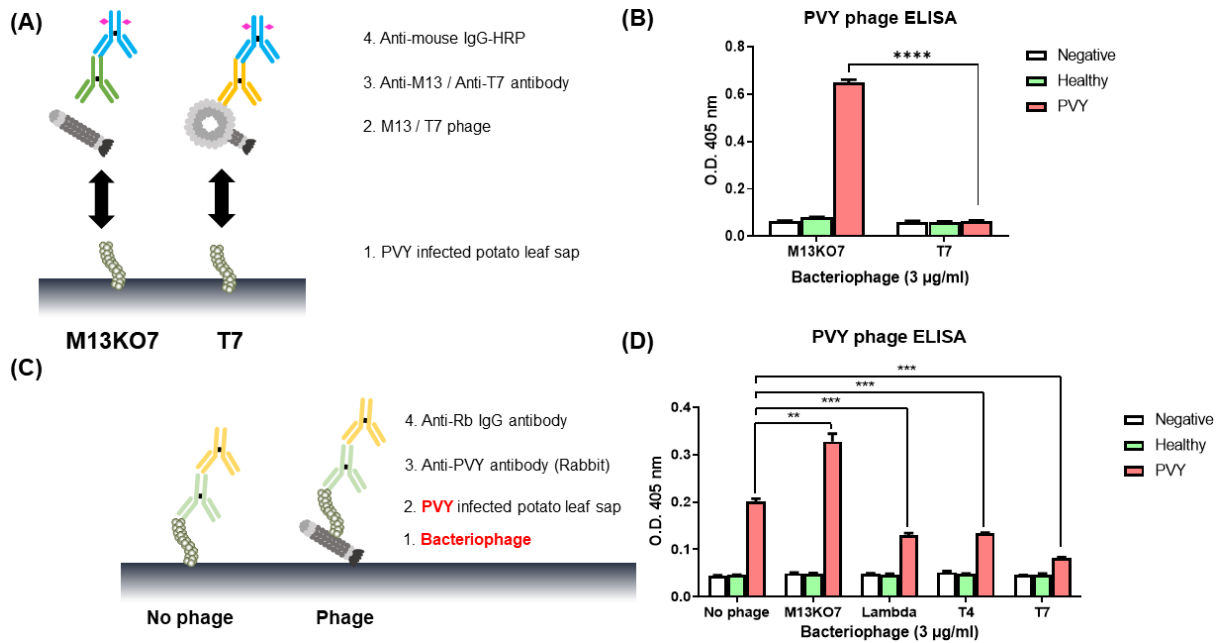 (A)
4. Anti-mouse IgG-HRP
3. Anti-M13 / Anti-T7 antibody
2. M13 / T7 phage
1. PVY infected potato leaf sap
M13KO7 T7
(B)
PVY phage ELISA
****
Negative
Healthy
PVY
O.D. 405 nm
0.8
0.6
0.4
0.2
0.0
M13KO7 T7
Bacteriophage (3 µg/ml)
(C)
4. Anti-Rb IgG antibody
3. Anti-PVY antibody (Rabbit)
2. PVY infected potato leaf sap
1. Bacteriophage
No phage Phage
(D)
PVY phage ELISA
***
***
***
**
Negative
Healthy
PVY
O.D. 405 nm
0.4
0.3
0.2
0.1
0.0
No phage M13KO7 Lambda T4 T7
Bacteriophage (3 µg/ml)